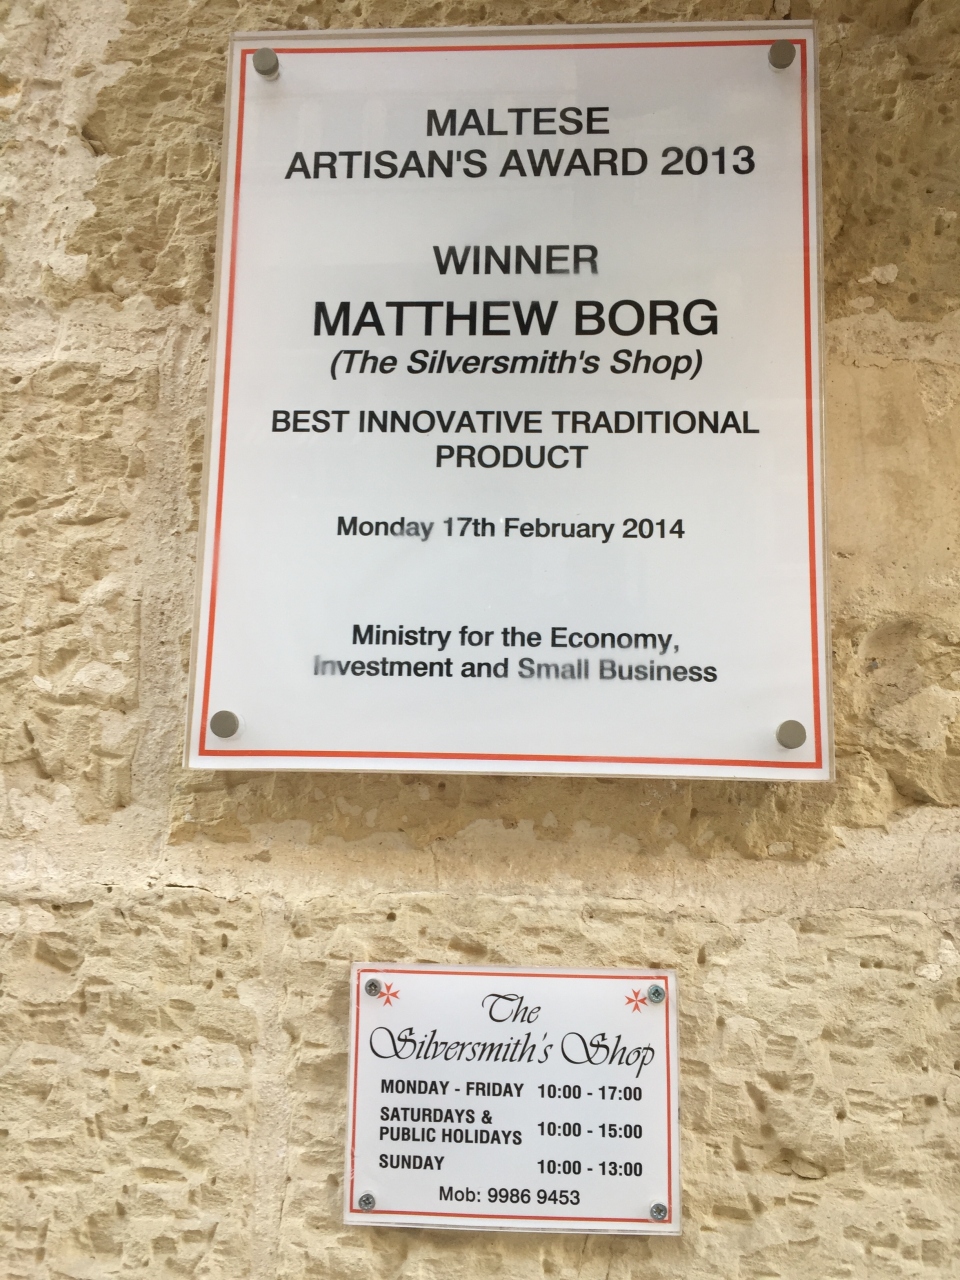 MALTESE
ARTISAN'S AWARD 2013
WINNER
MATTHEW BORG
(The Silversmith's Shop)
BEST INNOVATIVE TRADITIONAL
PRODUCT
Monday 17th February 2014
Ministry for the Economy,
Investment and Small Business
The
Silversmith's Shop
MONDAY - FRIDAY 10:00 - 17:00
SATURDAYS &
PUBLIC HOLIDAYS 10:00 - 15:00
SUNDAY 10:00 - 13:00
Mob: 9986 9453